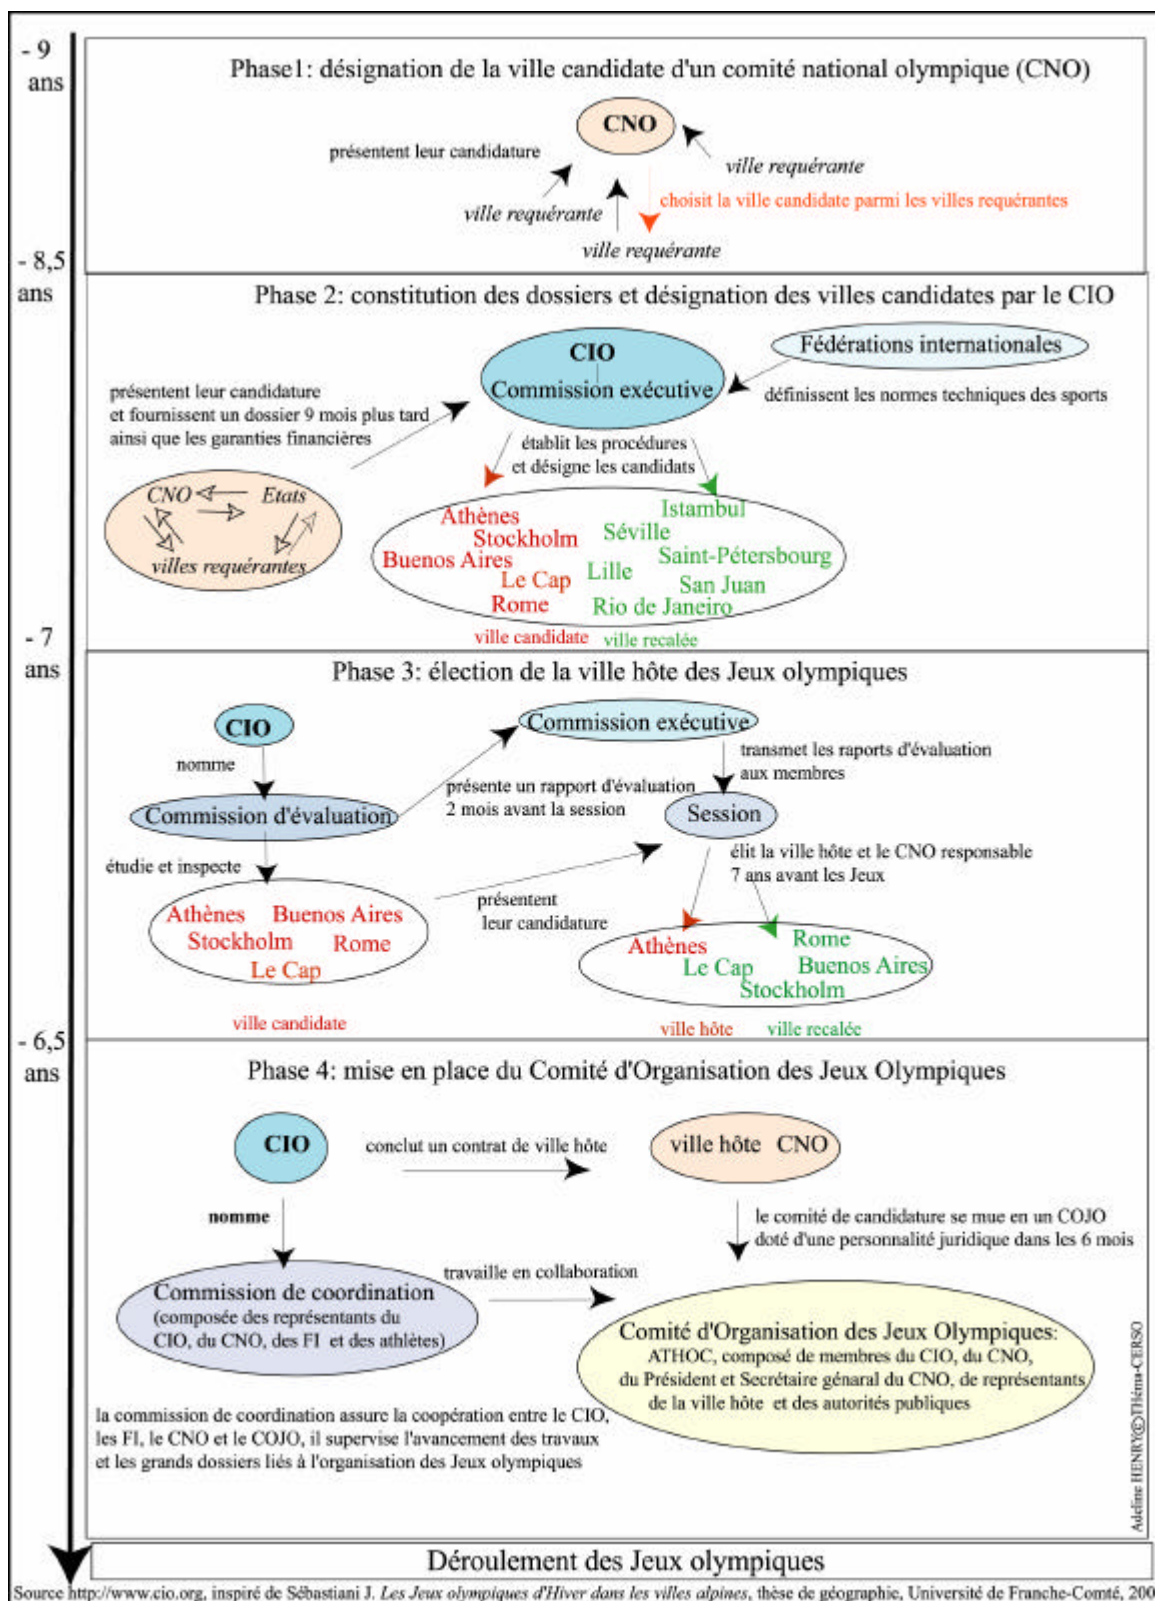 - 9
ans
Phase1: désignation de la ville candidate d'un comité national olympique (CNO)
CNO
présentent leur candidature
ville requérante
choisit la ville candidate parmi les villes requérantes
ville requérante
ville requérante
- 8,5
ans
Phase 2: constitution des dossiers et désignation des villes candidates par le CIO
CIO
Commission exécutive
Fédérations internationales
définissent les normes techniques des sports
présentent leur candidature
et fournissent un dossier 9 mois plus tard
ainsi que les garanties financières
établit les procédures
et désigne les candidats
CNO
Etats
villes requérantes
Athènes
Stockholm
Buenos Aires
Le Cap
Rome
Istambul
Séville
Saint-Pétersbourg
Lille
San Juan
Rio de Janeiro
ville candidate
ville recalée
- 7
ans
Phase 3: élection de la ville hôte des Jeux olympiques
CIO
nomme
Commission d'évaluation
présente un rapport d'évaluation
2 mois avant la session
Commission exécutive
transmet les raports d'évaluation
aux membres
Session
étudie et inspecte
élit la ville hôte et le CNO responsable
7 ans avant les Jeux
Athènes
Buenos Aires
Stockholm
Rome
Le Cap
présentent
leur candidature
Athènes
Rome
Le Cap
Buenos Aires
Stockholm
ville candidate
ville hôte
ville recalée
- 6,5
ans
Phase 4: mise en place du Comité d'Organisation des Jeux Olympiques
CIO
conclut un contrat de ville hôte
ville hôte CNO
nomme
le comité de candidature se mue en un COJO
doté d'une personnalité juridique dans les 6 mois
Commission de coordination
(composée des représentants du
CIO, du CNO, des FI et des athlètes)
travaille en collaboration
Comité d'Organisation des Jeux Olympiques:
ATHOC, composé de membres du CIO, du CNO,
du Président et Secrétaire génaral du CNO, de représentants
de la ville hôte et des autorités publiques
la commission de coordination assure la coopération entre le CIO,
les FI, le CNO et le COJO, il supervise l'avancement des travaux
et les grands dossiers liés à l'organisation des Jeux olympiques
Adeline HENRY©THéma-CERSO
Déroulement des Jeux olympiques
Source http://www.cio.org, inspiré de Sébastiani J. Les Jeux olympiques d'Hiver dans les villes alpines, thèse de géographie, Université de Franche-Comté, 200